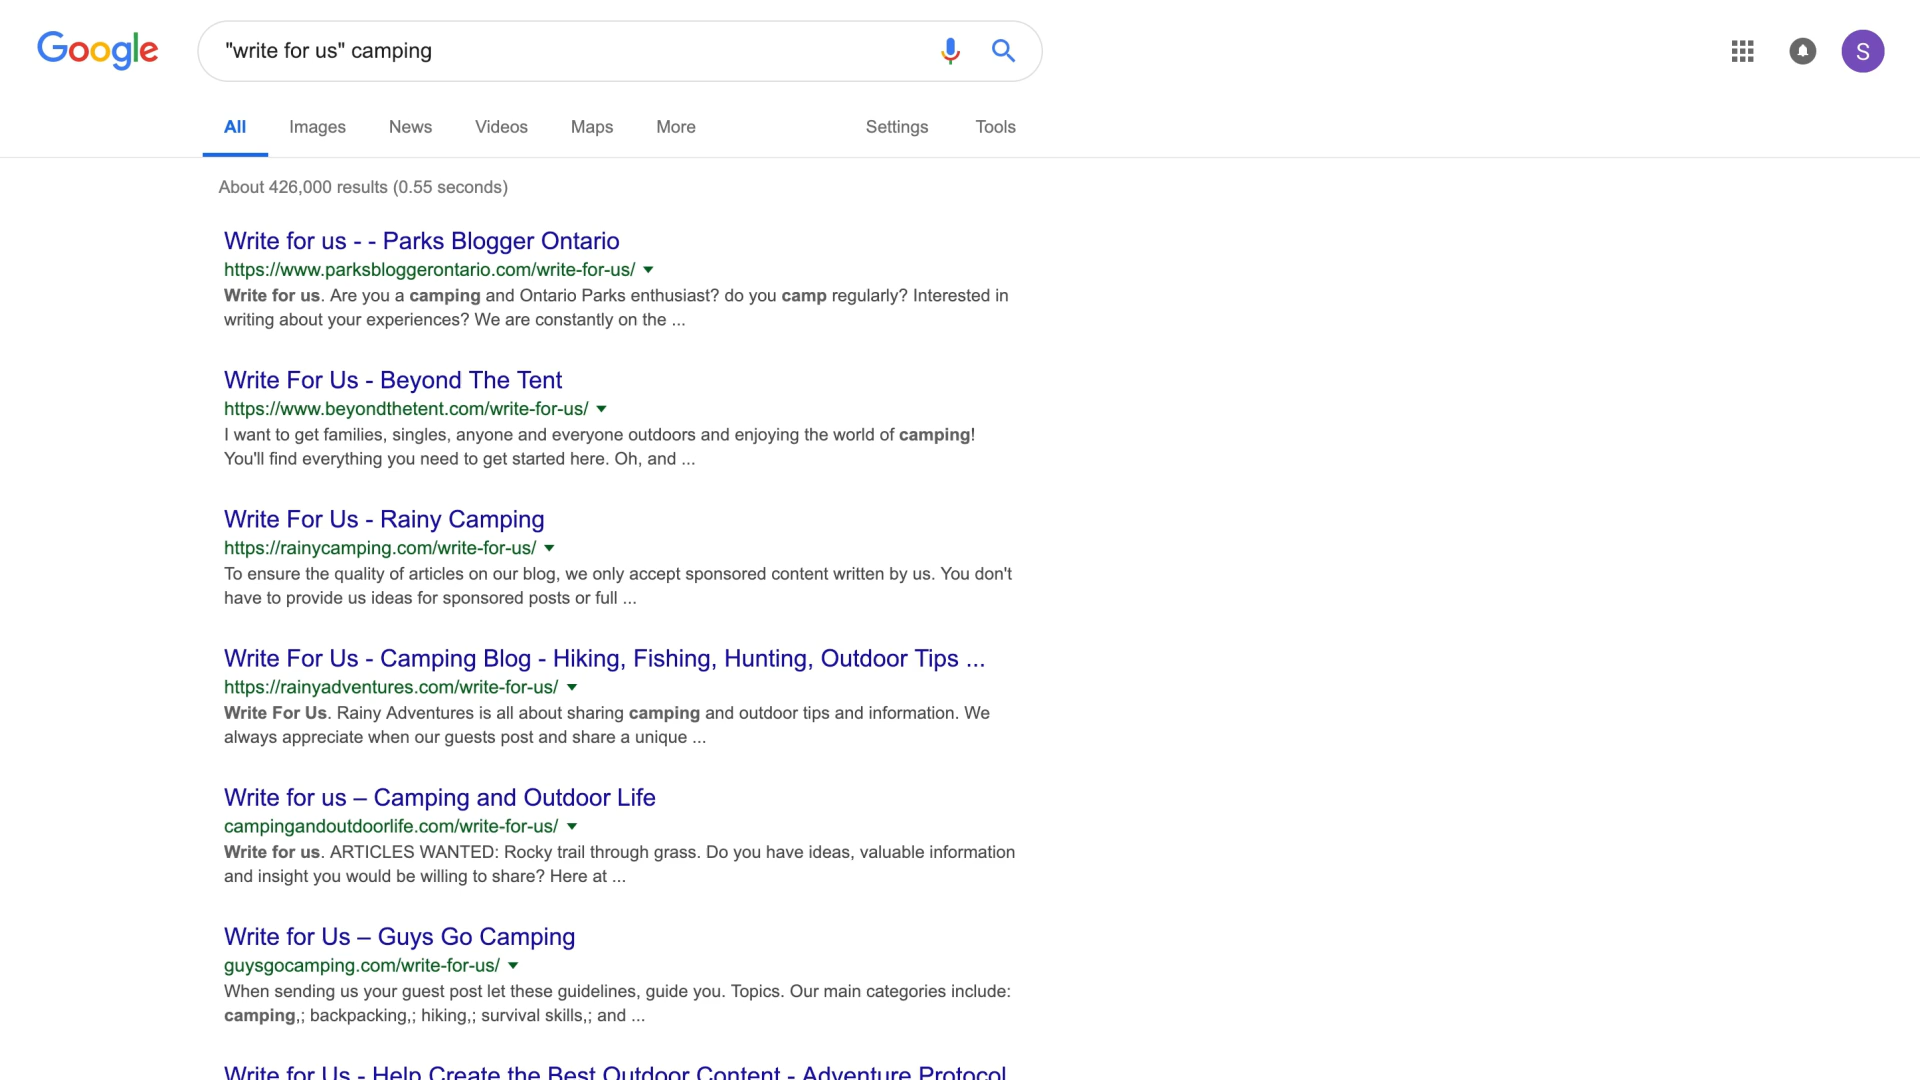 Google
"write for us" camping
S
All Images News Videos Maps More Settings Tools
About 426,000 results (0.55 seconds)
Write for us - - Parks Blogger Ontario
https://www.parksbloggerontario.com/write-for-us/
Write for us. Are you a camping and Ontario Parks enthusiast? do you camp regularly? Interested in
writing about your experiences? We are constantly on the ...
Write For Us - Beyond The Tent
https://www.beyondthetent.com/write-for-us/
I want to get families, singles, anyone and everyone outdoors and enjoying the world of camping!
You'll find everything you need to get started here. Oh, and ...
Write For Us - Rainy Camping
https://rainycamping.com/write-for-us/
To ensure the quality of articles on our blog, we only accept sponsored content written by us. You don't
have to provide us ideas for sponsored posts or full ...
Write For Us - Camping Blog - Hiking, Fishing, Hunting, Outdoor Tips ...
https://rainyadventures.com/write-for-us/
Write For Us. Rainy Adventures is all about sharing camping and outdoor tips and information. We
always appreciate when our guests post and share a unique ...
Write for us – Camping and Outdoor Life
campingandoutdoorlife.com/write-for-us/
Write for us. ARTICLES WANTED: Rocky trail through grass. Do you have ideas, valuable information
and insight you would be willing to share? Here at ...
Write for Us – Guys Go Camping
guysgocamping.com/write-for-us/
When sending us your guest post let these guidelines, guide you. Topics. Our main categories include:
camping,; backpacking,; hiking,; survival skills,; and ...
Write for Us - Help Create the Best Outdoor Content - Adventure Protocol